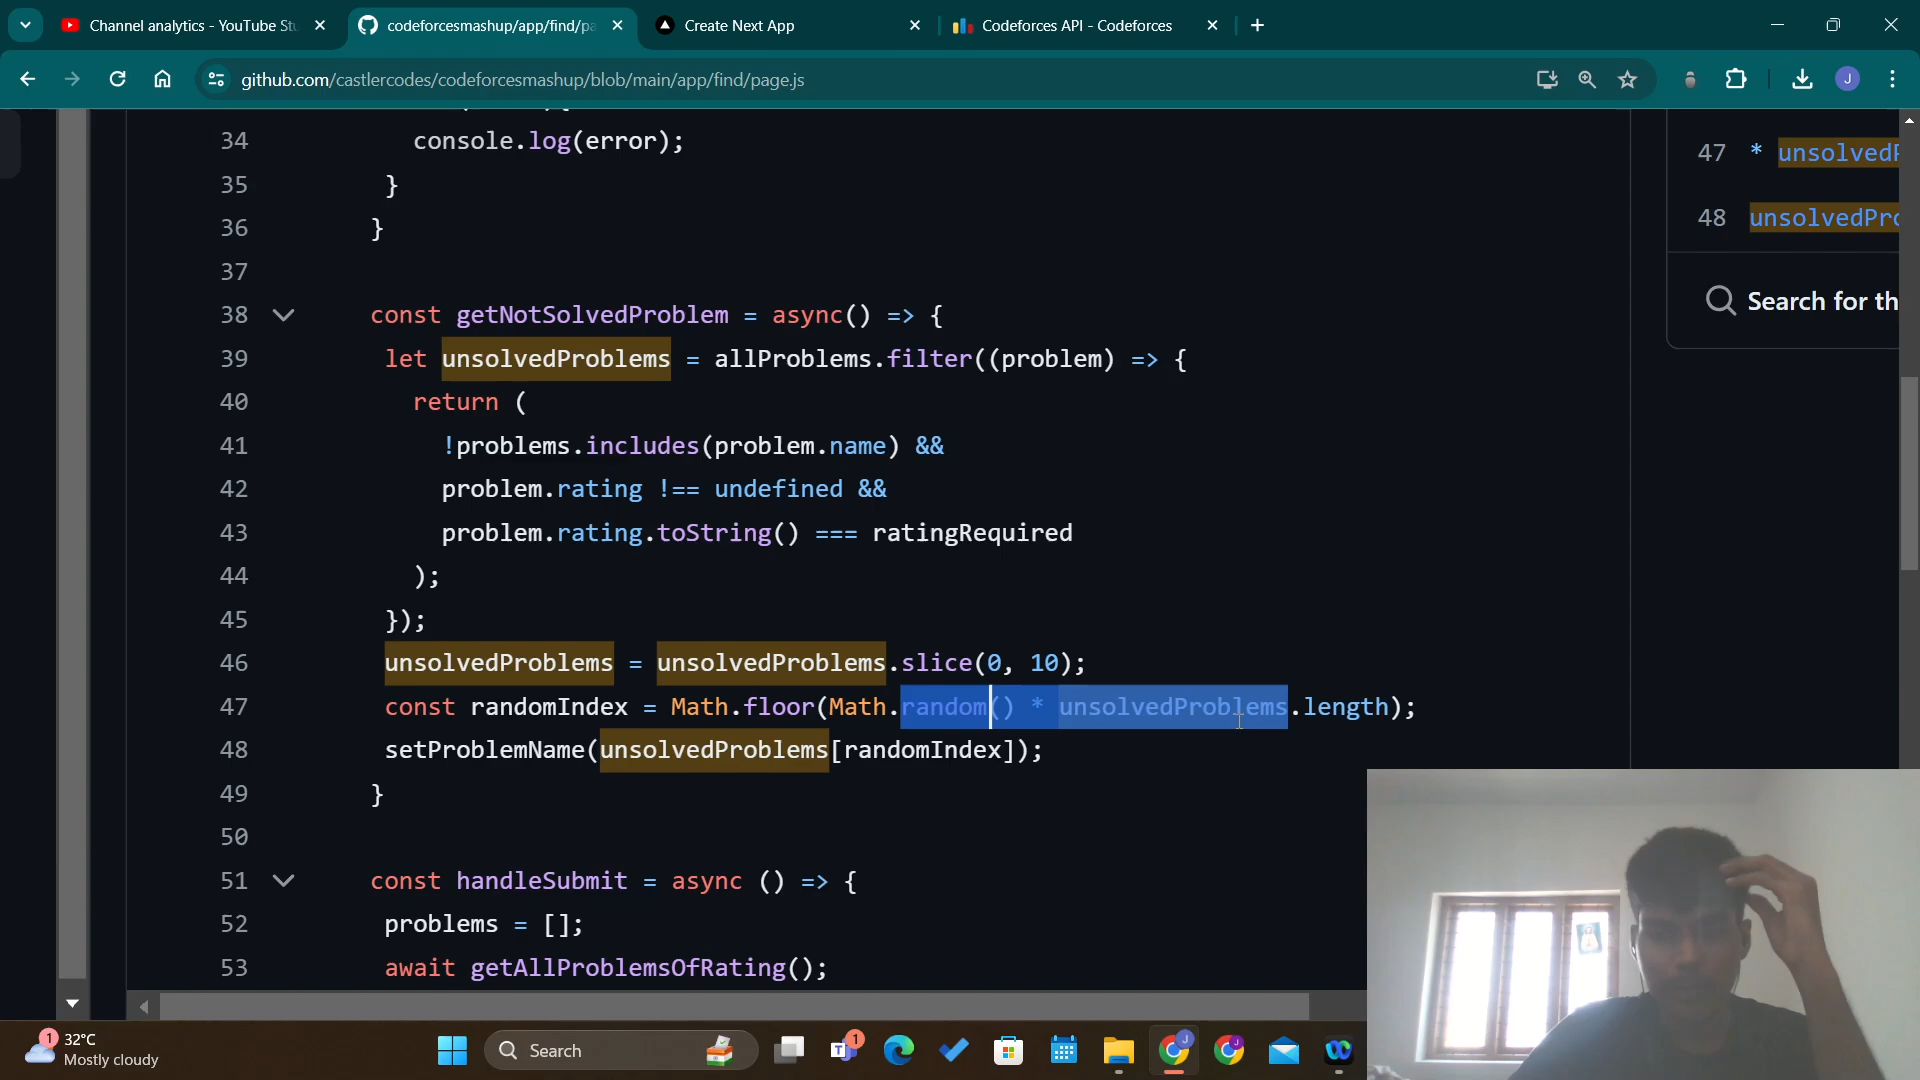 Channel analytics - YouTube Stu
codeforcesmashup/app/find/pa
Create Next App
Codeforces API - Codeforces
github.com/castlercodes/codeforcesmashup/blob/main/app/find/page.js
J
34 console.log(error);
35 }
36 }
37
38 const getNotSolvedProblem = async() => {
39 let unsolvedProblems = allProblems.filter((problem) => {
40 return (
41 !problems.includes(problem.name) &&
42 problem.rating !== undefined &&
43 problem.rating.toString() === ratingRequired
44 );
45 });
46 unsolvedProblems = unsolvedProblems.slice(0, 10);
47 const randomIndex = Math.floor(Math.random() * unsolvedProblems.length);
48 setProblemName(unsolvedProblems[randomIndex]);
49 }
50
51 const handleSubmit = async () => {
52 problems = [];
53 await getAllProblemsOfRating();
47 * unsolvedP
48 unsolvedPro
Search for th
1
32°C
Mostly cloudy
Search
1
T
J
J